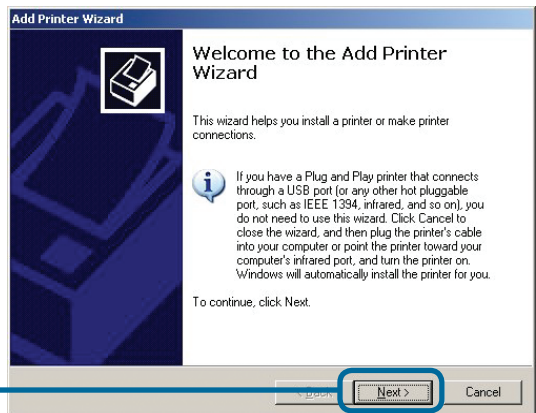 Add Printer Wizard
Welcome to the Add Printer
Wizard
This wizard helps you install a printer or make printer
connections.
If you have a Plug and Play printer that connects
through a USB port (or any other hot pluggable
port, such as IEEE 1394, infrared, and so on), you
do not need to use this wizard. Click Cancel to
close the wizard, and then plug the printer's cable
into your computer or point the printer toward your
computer's infrared port, and turn the printer on.
Windows will automatically install the printer for you.
To continue, click Next.
< Back Next > Cancel